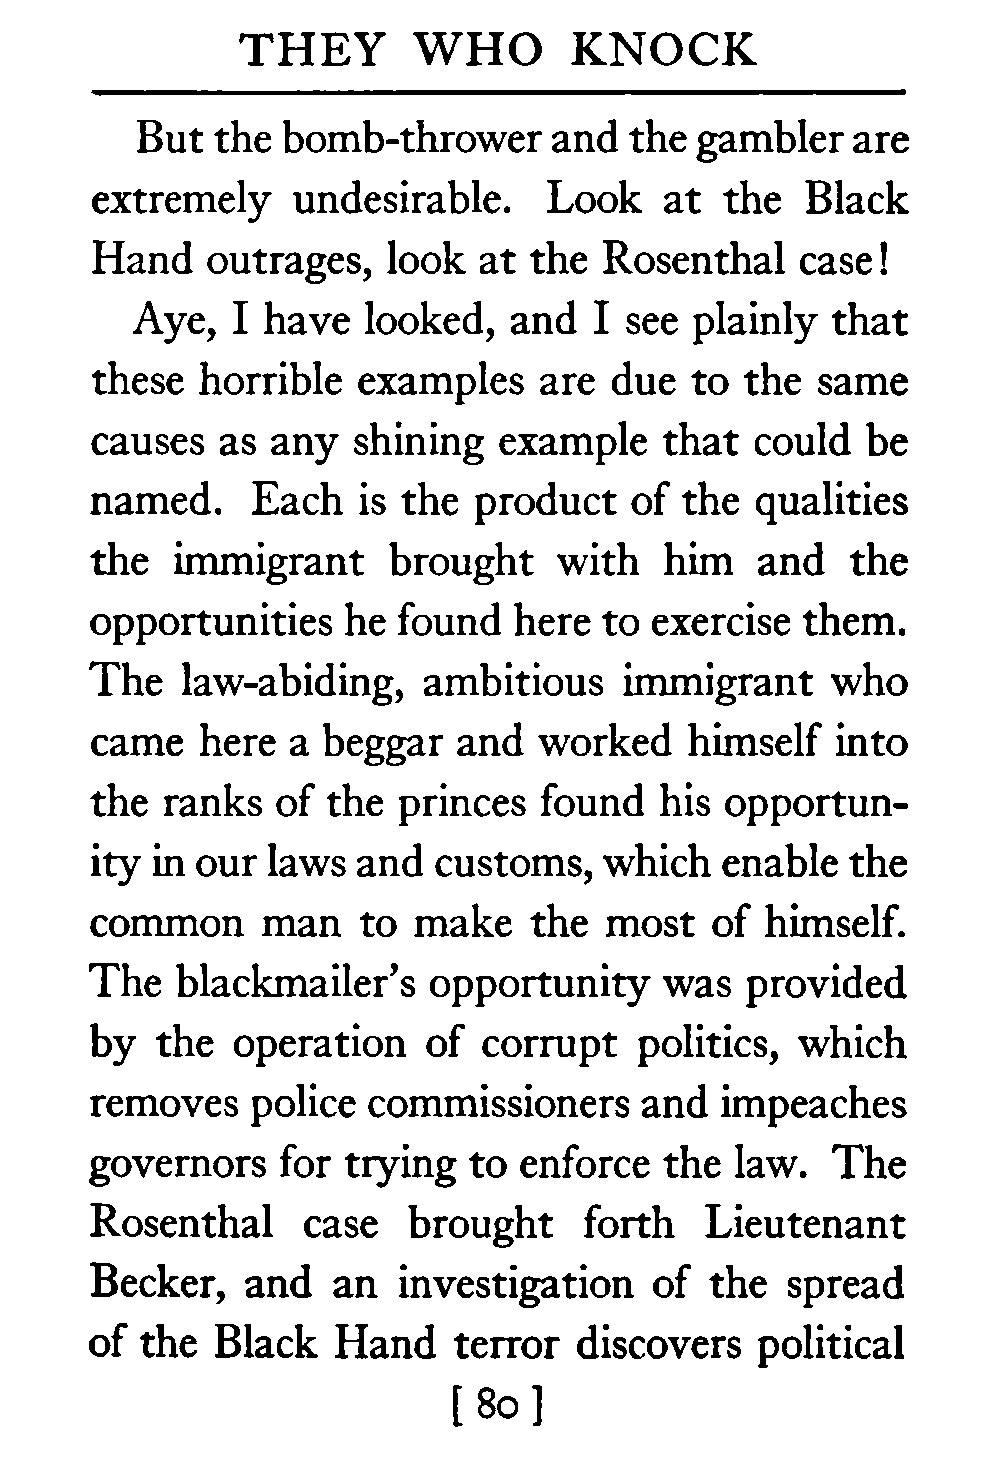 THEY WHO KNOCK
But the bomb-thrower and the gambler are
extremely undesirable. Look at the Black
Hand outrages, look at the Rosenthal case!
Aye, I have looked, and I see plainly that
these horrible examples are due to the same
causes as any shining example that could be
named. Each is the product of the qualities
the immigrant brought with him and the
opportunities he found here to exercise them.
The law-abiding, ambitious immigrant who
came here a beggar and worked himself into
the ranks of the princes found his opportun-
ity in our laws and customs, which enable the
common man to make the most of himself.
The blackmailer's opportunity was provided
by the operation of corrupt politics, which
removes police commissioners and impeaches
governors for trying to enforce the law. The
Rosenthal case brought forth Lieutenant
Becker, and an investigation of the spread
of the Black Hand terror discovers political
[ 80 ]